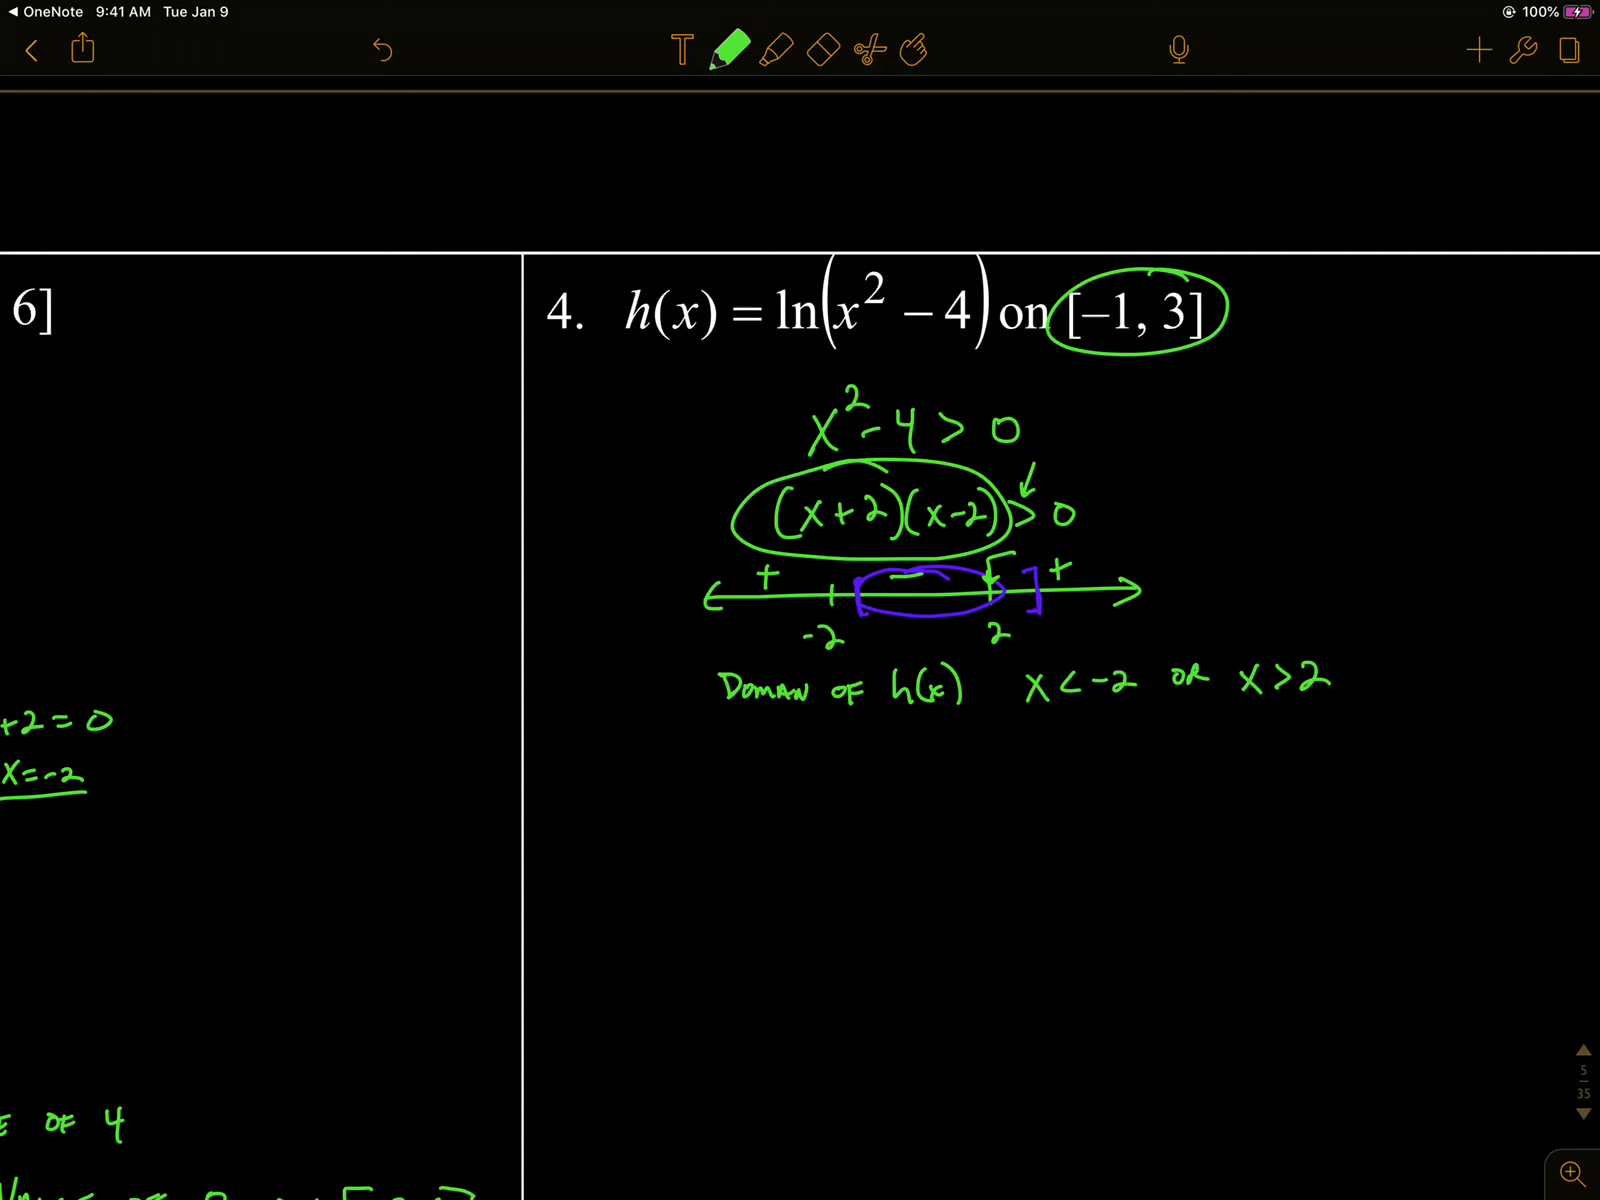 OneNote 9:41 AM Tue Jan 9 100%
T
6]
+2 = 0
x = -2
OF 4
4. h(x) = ln(x² – 4) on [–1, 3]
x² - 4 > 0
(x+2)(x-2) > 0
+ − +
-2 2
DOMAN OF h(x) x < -2 OR x > 2
5
35